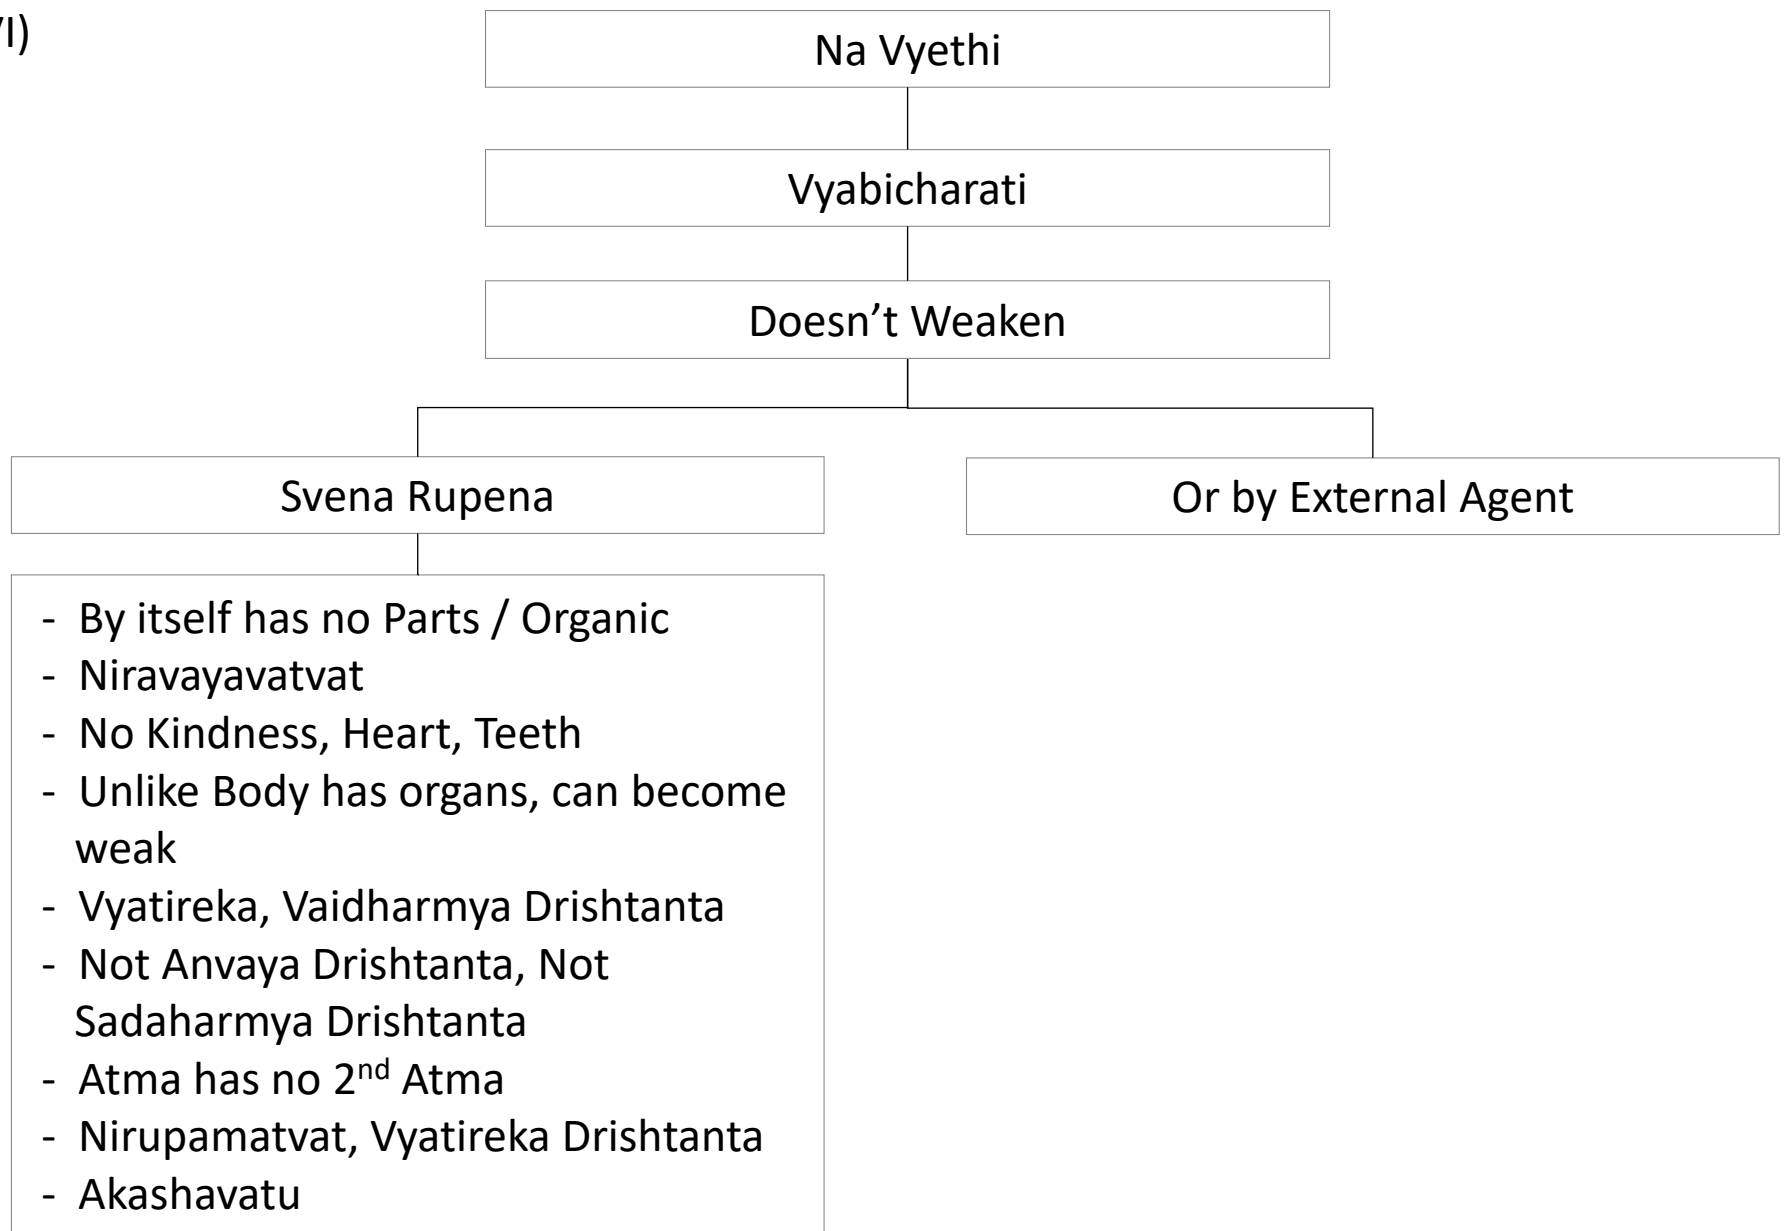 VI)
Na Vyethi
Vyabicharati
Doesn’t Weaken
Svena Rupena
Or by External Agent
- By itself has no Parts / Organic
- Niravayavatvat
- No Kindness, Heart, Teeth
- Unlike Body has organs, can become
weak
- Vyatireka, Vaidharmya Drishtanta
- Not Anvaya Drishtanta, Not
Sadaharmya Drishtanta
- Atma has no 2nd Atma
- Nirupamatvat, Vyatireka Drishtanta
- Akashavatu